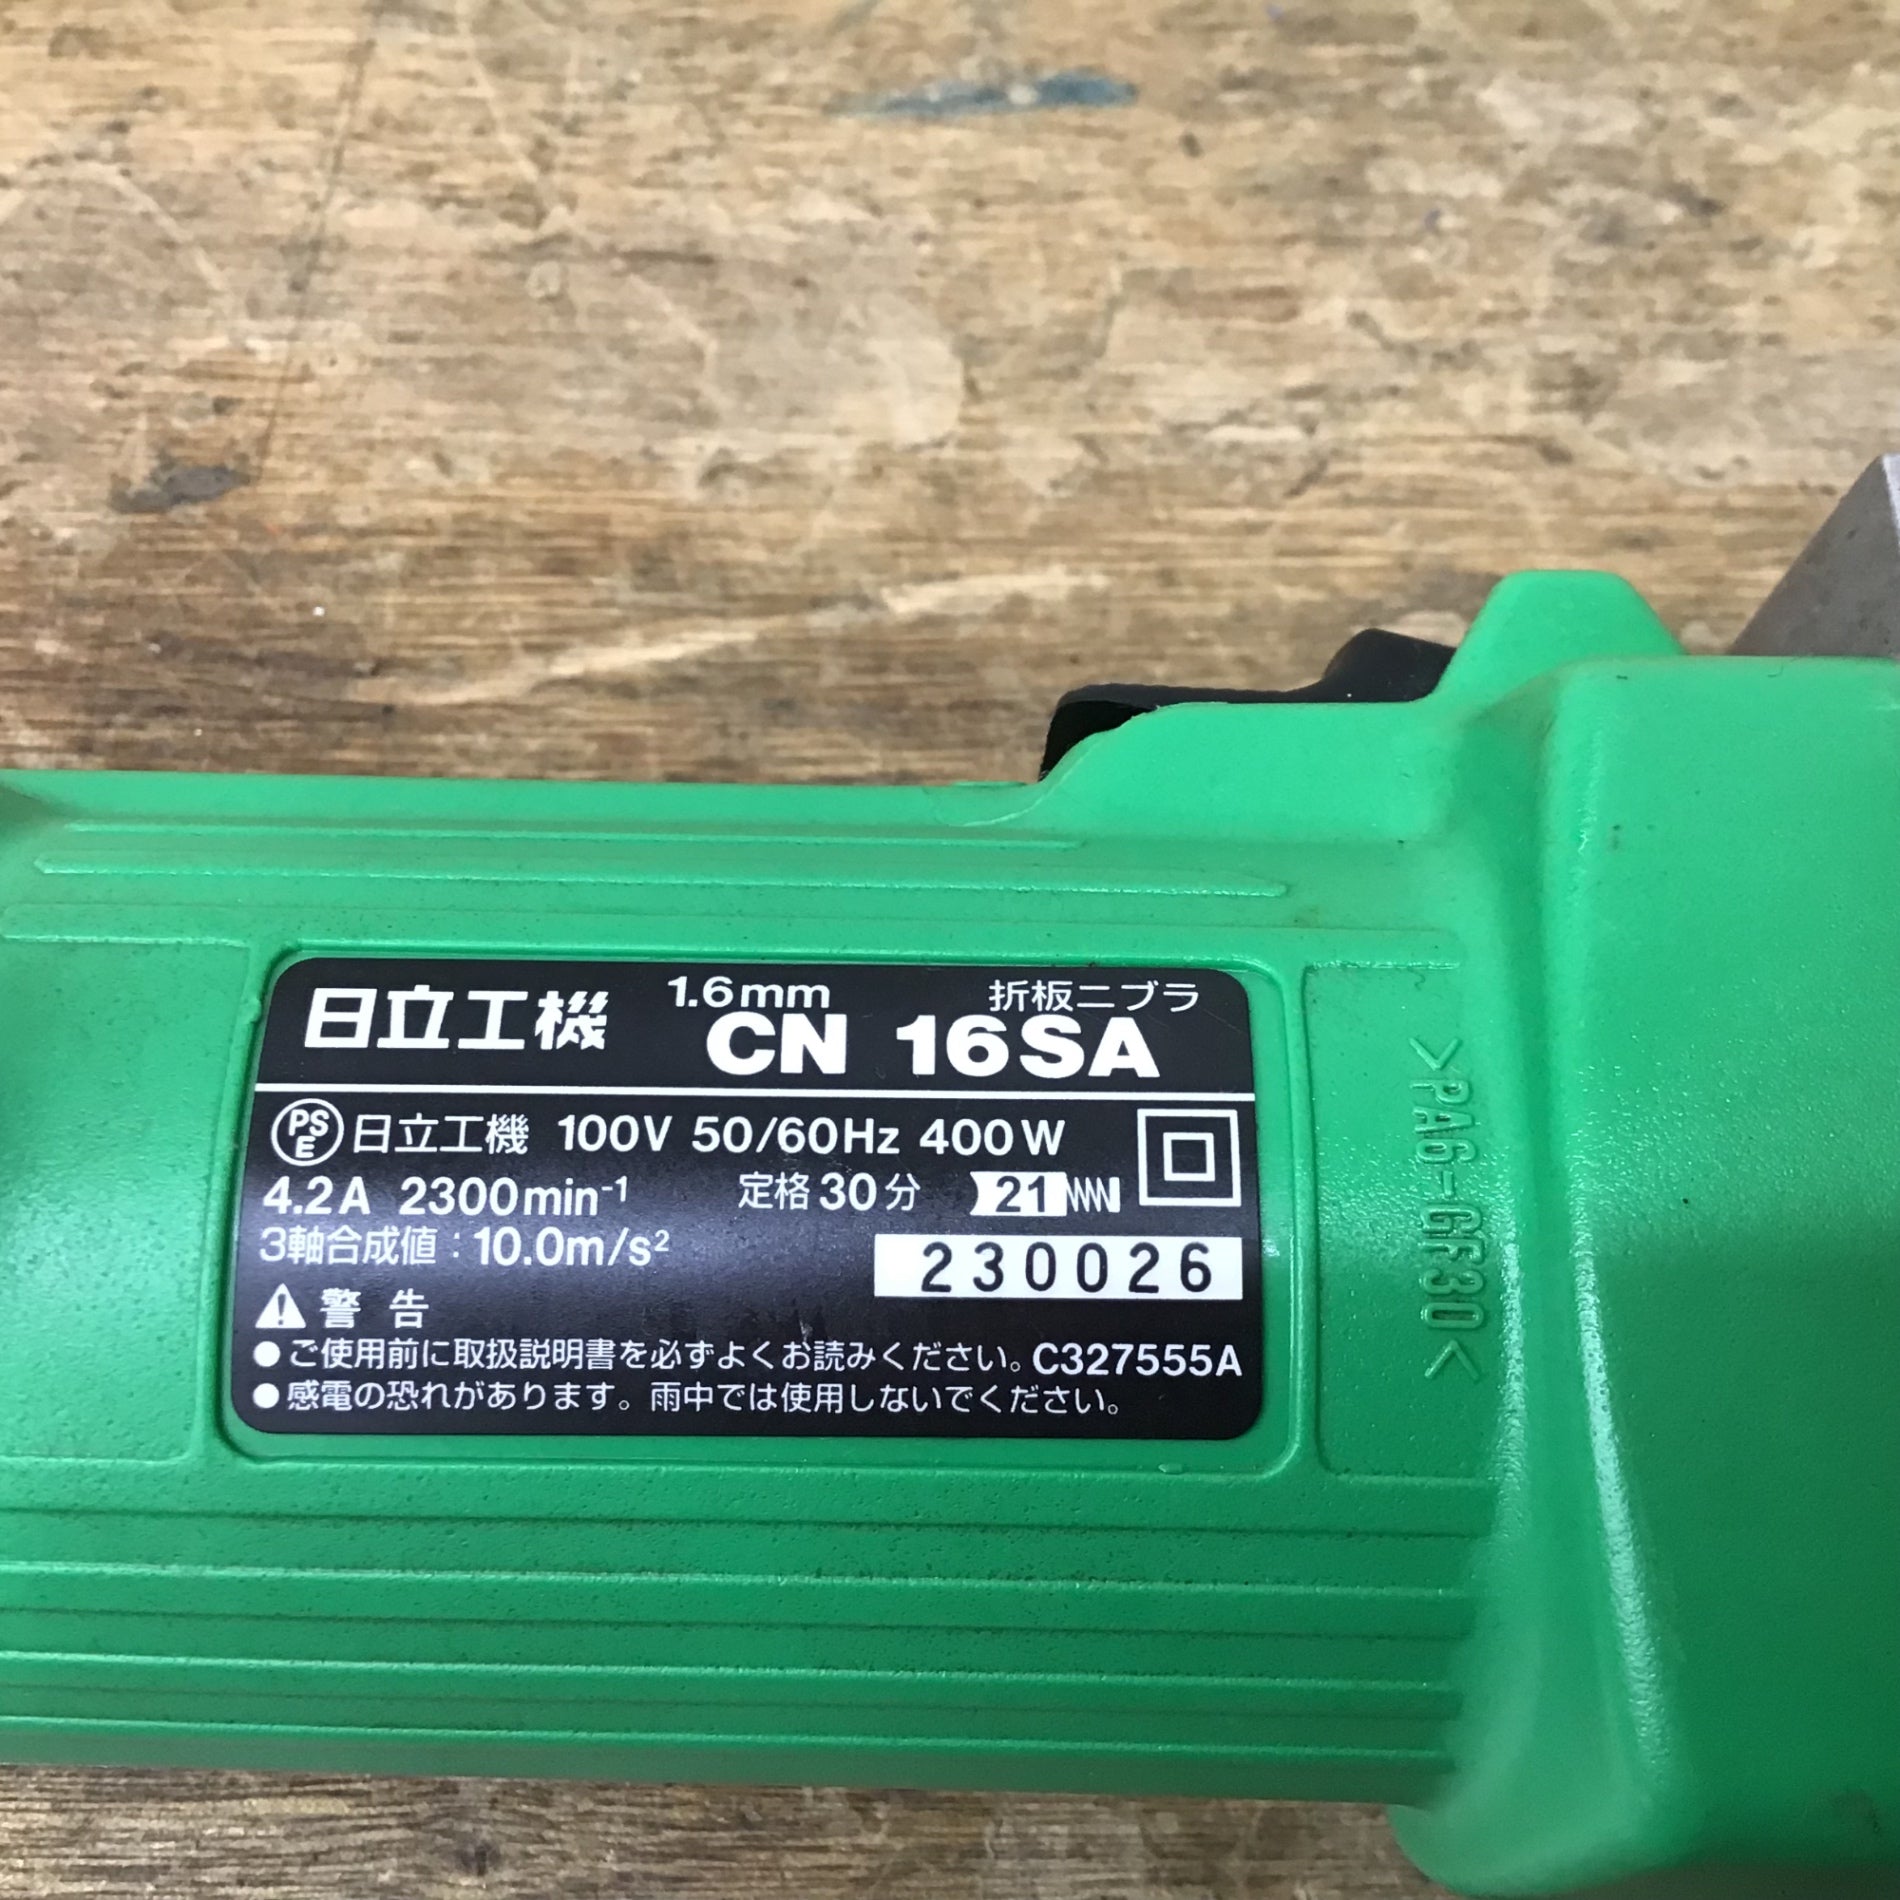 日立工機 1.6mm 折板ニブラ
CN 16SA
PSE 日立工機 100V 50/60Hz 400W
4.2A 2300min⁻¹ 定格30分 21
3軸合成値：10.0m/s²
230026
警 告
●ご使用前に取扱説明書を必ずよくお読みください。C327555A
●感電の恐れがあります。雨中では使用しないでください。
>PA6-GF30<